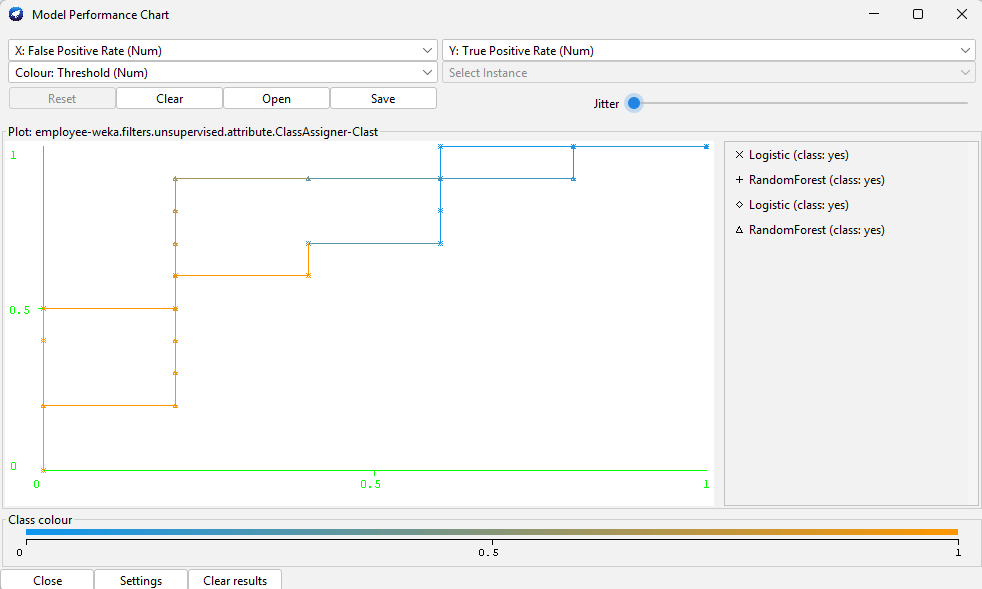 Model Performance Chart
X: False Positive Rate (Num) Y: True Positive Rate (Num)
Colour: Threshold (Num) Select Instance
Reset Clear Open Save Jitter
Plot: employee-weka.filters.unsupervised.attribute.ClassAssigner-Clast
1
0.5
0
0 0.5 1
Logistic (class: yes)
RandomForest (class: yes)
Logistic (class: yes)
RandomForest (class: yes)
Class colour
0 0.5 1
Close Settings Clear results